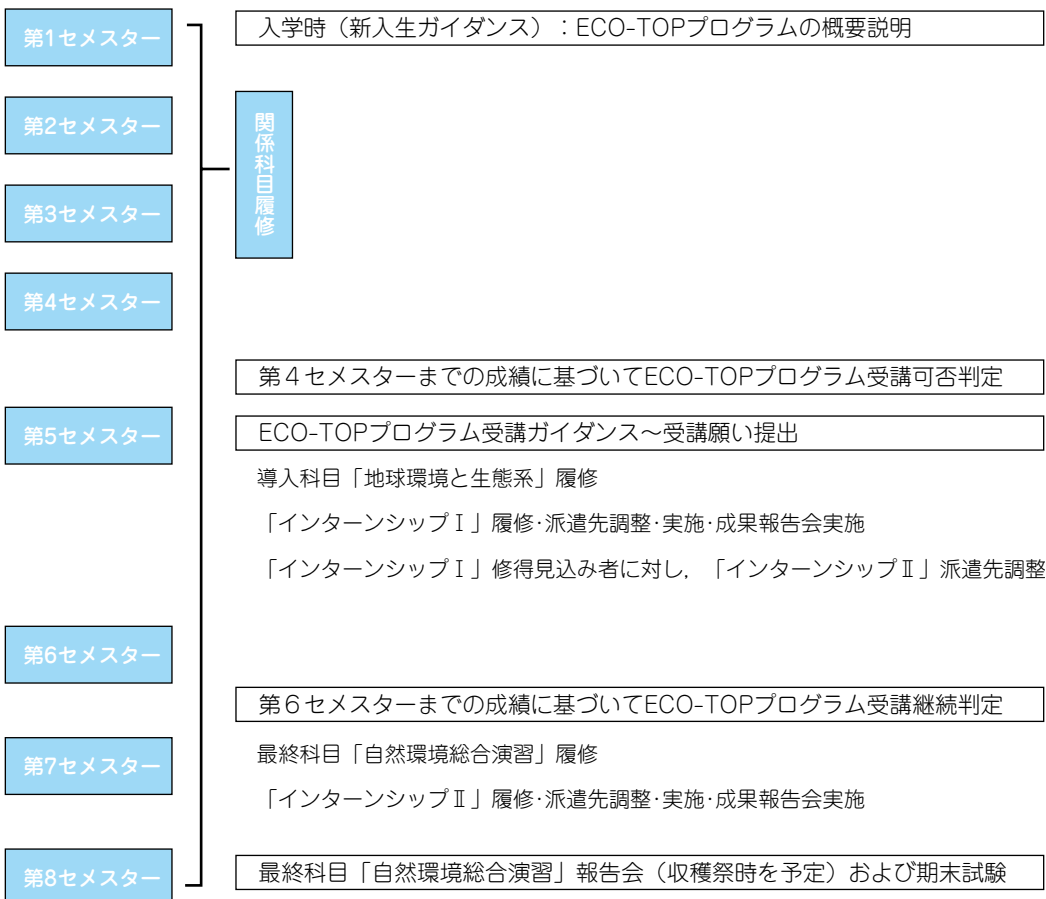 第1セメスター
入学時（新入生ガイダンス）：ECO-TOPプログラムの概要説明
第2セメスター
関係科目履修
第3セメスター
第4セメスター
第４セメスターまでの成績に基づいてECO-TOPプログラム受講可否判定
第5セメスター
ECO-TOPプログラム受講ガイダンス～受講願い提出
導入科目「地球環境と生態系」履修
「インターンシップⅠ」履修･派遣先調整･実施･成果報告会実施
「インターンシップⅠ」修得見込み者に対し，「インターンシップⅡ」派遣先調整
第6セメスター
第６セメスターまでの成績に基づいてECO-TOPプログラム受講継続判定
第7セメスター
最終科目「自然環境総合演習」履修
「インターンシップⅡ」履修･派遣先調整･実施･成果報告会実施
第8セメスター
最終科目「自然環境総合演習」報告会（収穫祭時を予定）および期末試験